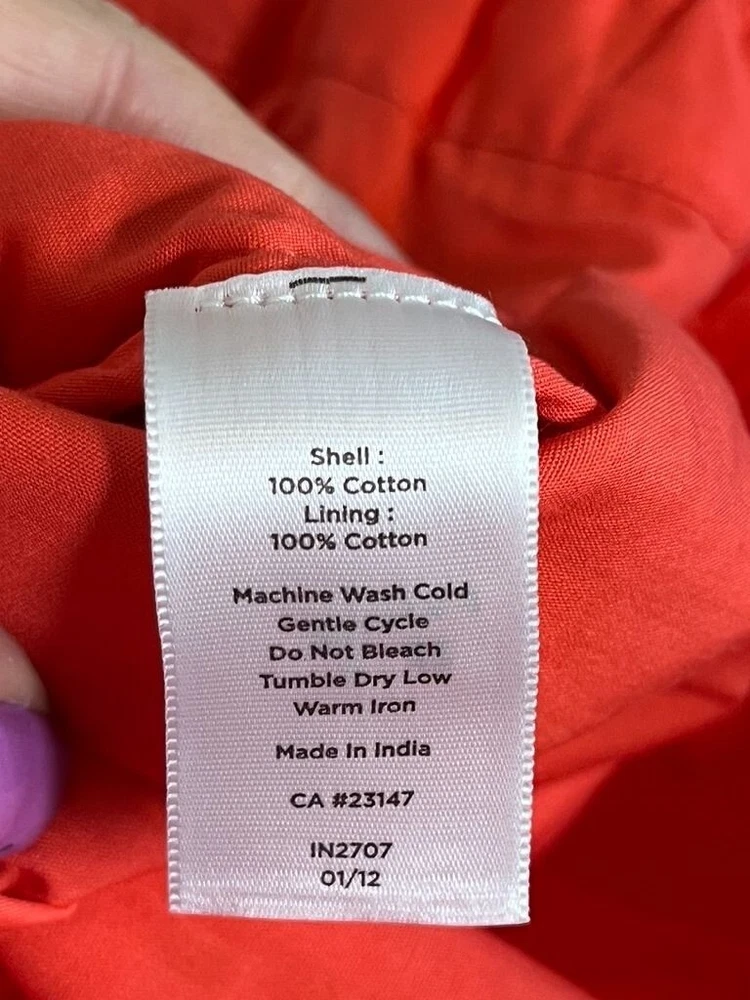 Shell :
100% Cotton
Lining :
100% Cotton
Machine Wash Cold
Gentle Cycle
Do Not Bleach
Tumble Dry Low
Warm Iron
Made In India
CA #23147
IN2707
01/12